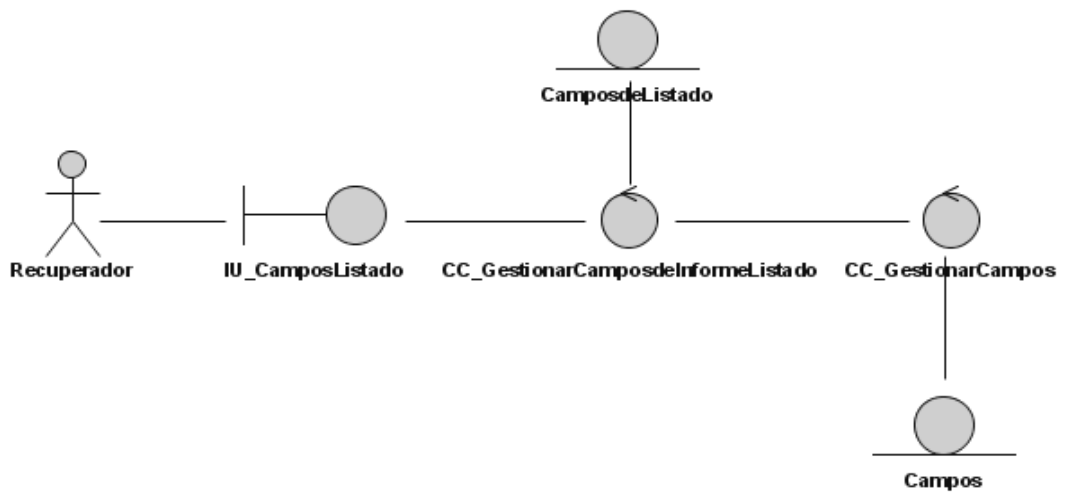 CamposdeListado
Recuperador
IU_CamposListado
CC_GestionarCamposdeInformeListado
CC_GestionarCampos
Campos